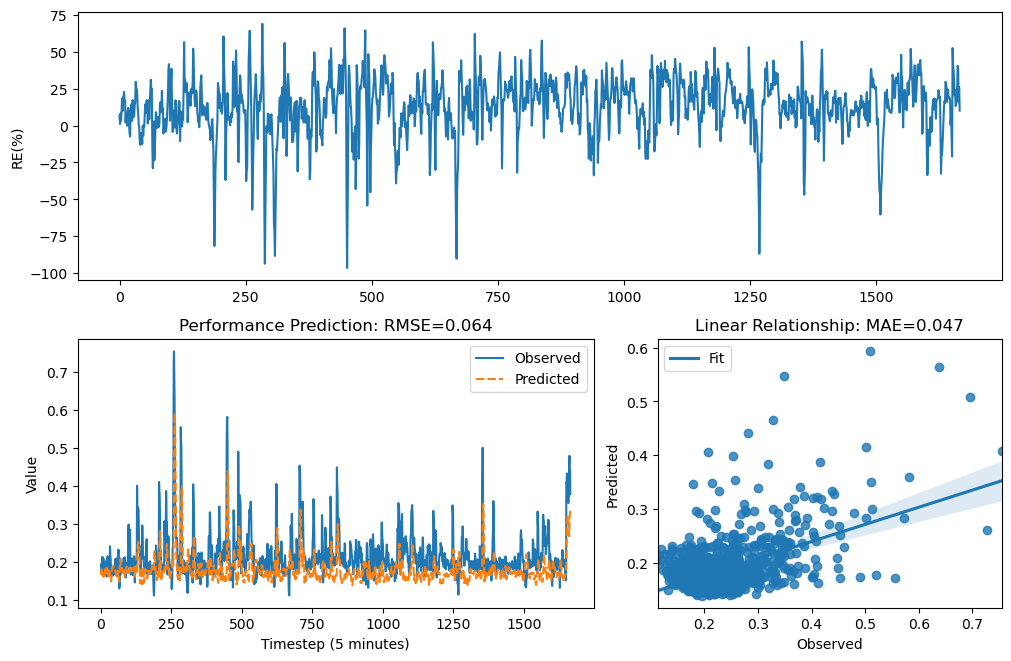 RE(%)
75
50
25
0
−25
−50
−75
−100
0 250 500 750 1000 1250 1500
Performance Prediction: RMSE=0.064
Value
0.7
0.6
0.5
0.4
0.3
0.2
0.1
Observed
Predicted
0 250 500 750 1000 1250 1500
Timestep (5 minutes)
Linear Relationship: MAE=0.047
Predicted
0.6
0.5
0.4
0.3
0.2
Fit
0.2 0.3 0.4 0.5 0.6 0.7
Observed